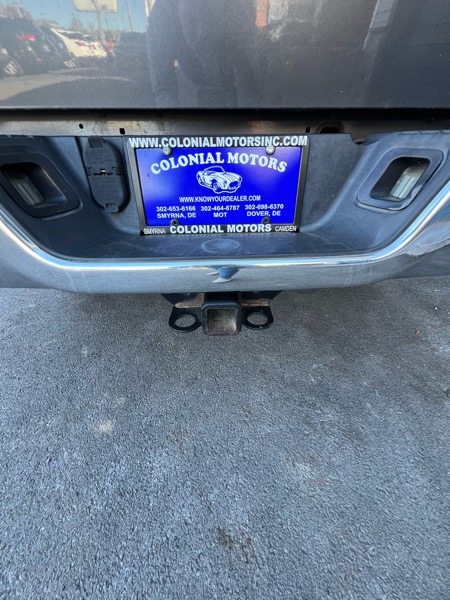 WWW.COLONIALMOTORSINC.COM
COLONIAL MOTORS
WWW.KNOWYOURDEALER.COM
302-653-6166 302-464-8787 302-698-6370
SMYRNA, DE MOT DOVER, DE
SMYRNA COLONIAL MOTORS CAMDEN